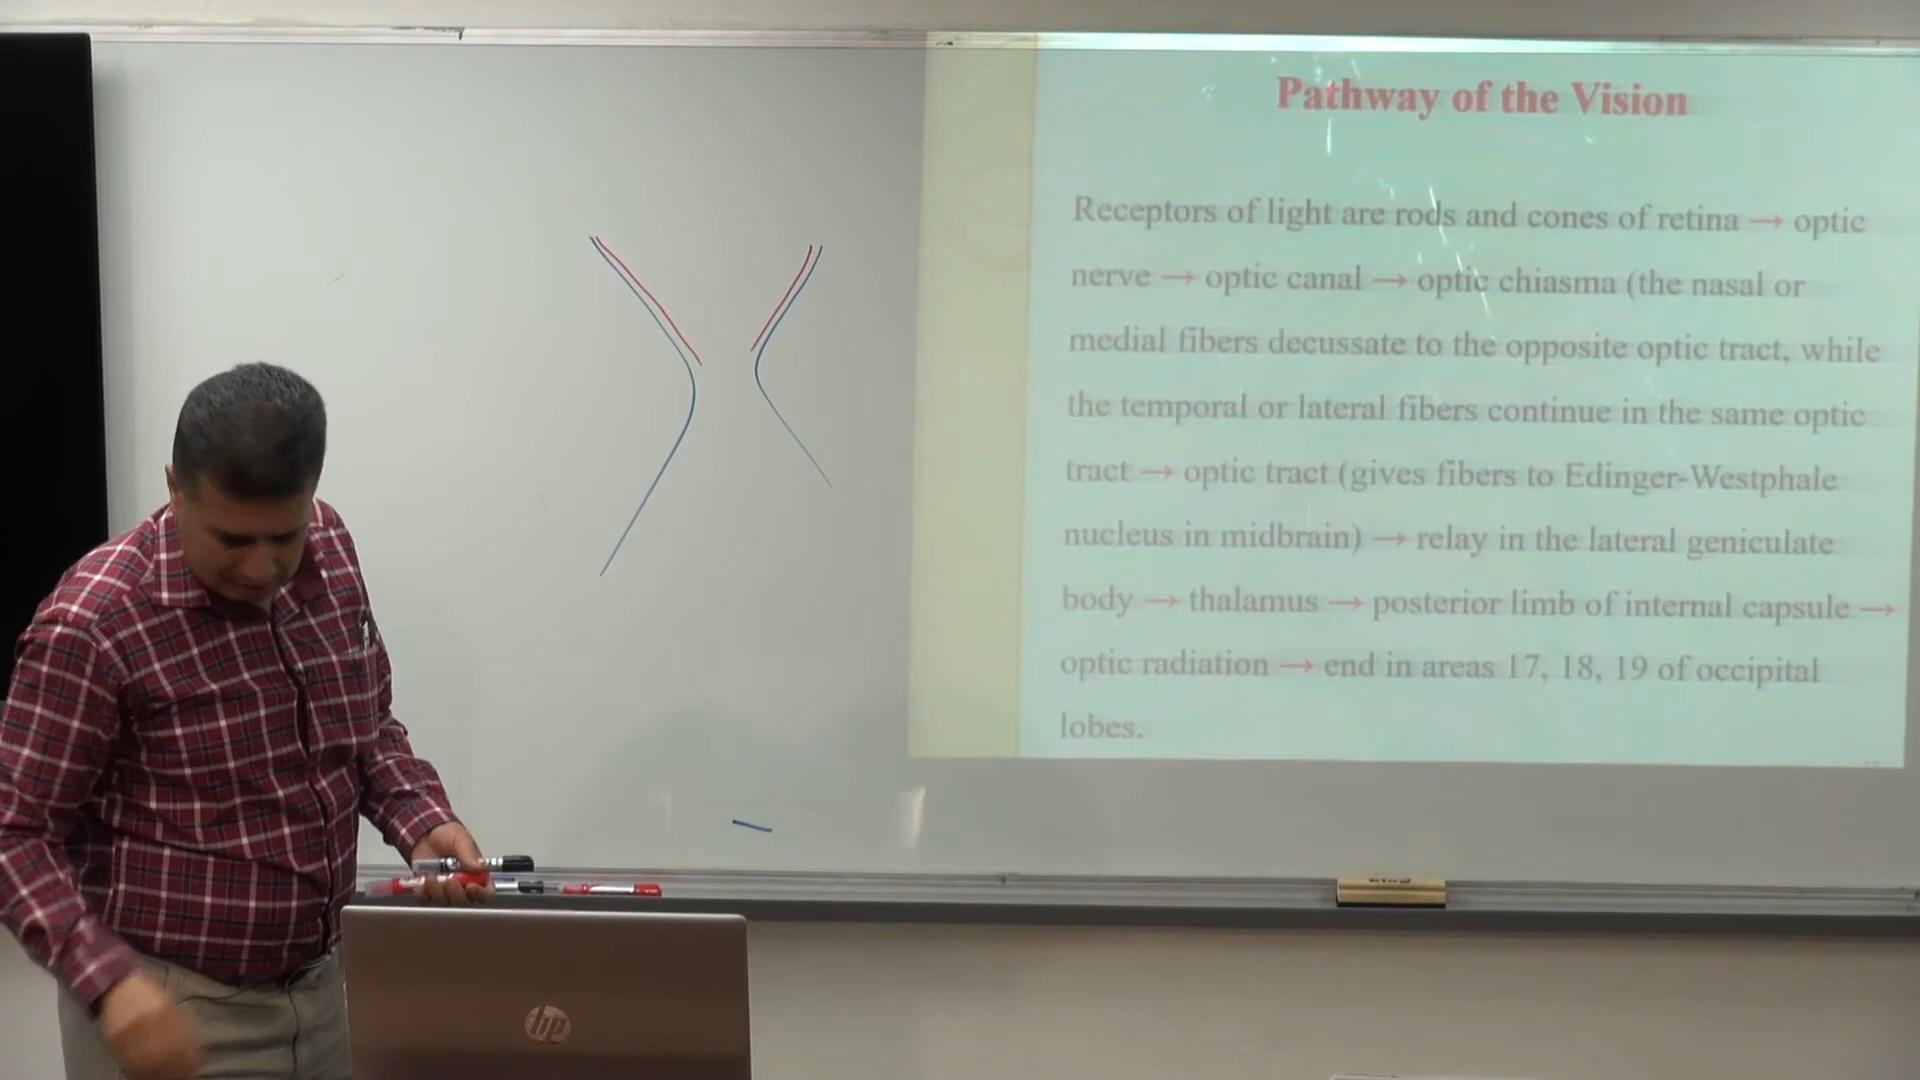 Pathway of the Vision
Receptors of light are rods and cones of retina → optic
nerve → optic canal → optic chiasma (the nasal or
medial fibers decussate to the opposite optic tract, while
the temporal or lateral fibers continue in the same optic
tract → optic tract (gives fibers to Edinger-Westphale
nucleus in midbrain) → relay in the lateral geniculate
body → thalamus → posterior limb of internal capsule →
optic radiation → end in areas 17, 18, 19 of occipital
lobes.
hp